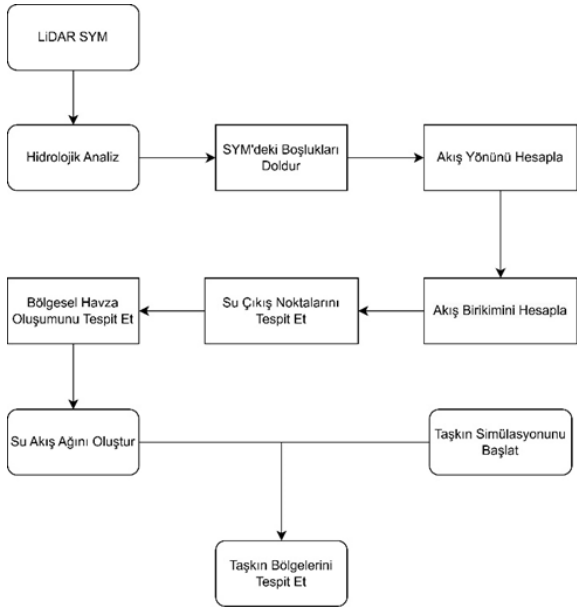 LiDAR SYM
Hidrolojik Analiz
SYM'deki Boşlukları
Doldur
Akış Yönünü Hesapla
Akış Birikimini Hesapla
Su Çıkış Noktalarını
Tespit Et
Bölgesel Havza
Oluşumunu Tespit Et
Su Akış Ağını Oluştur
Taşkın Simülasyonunu
Başlat
Taşkın Bölgelerini
Tespit Et